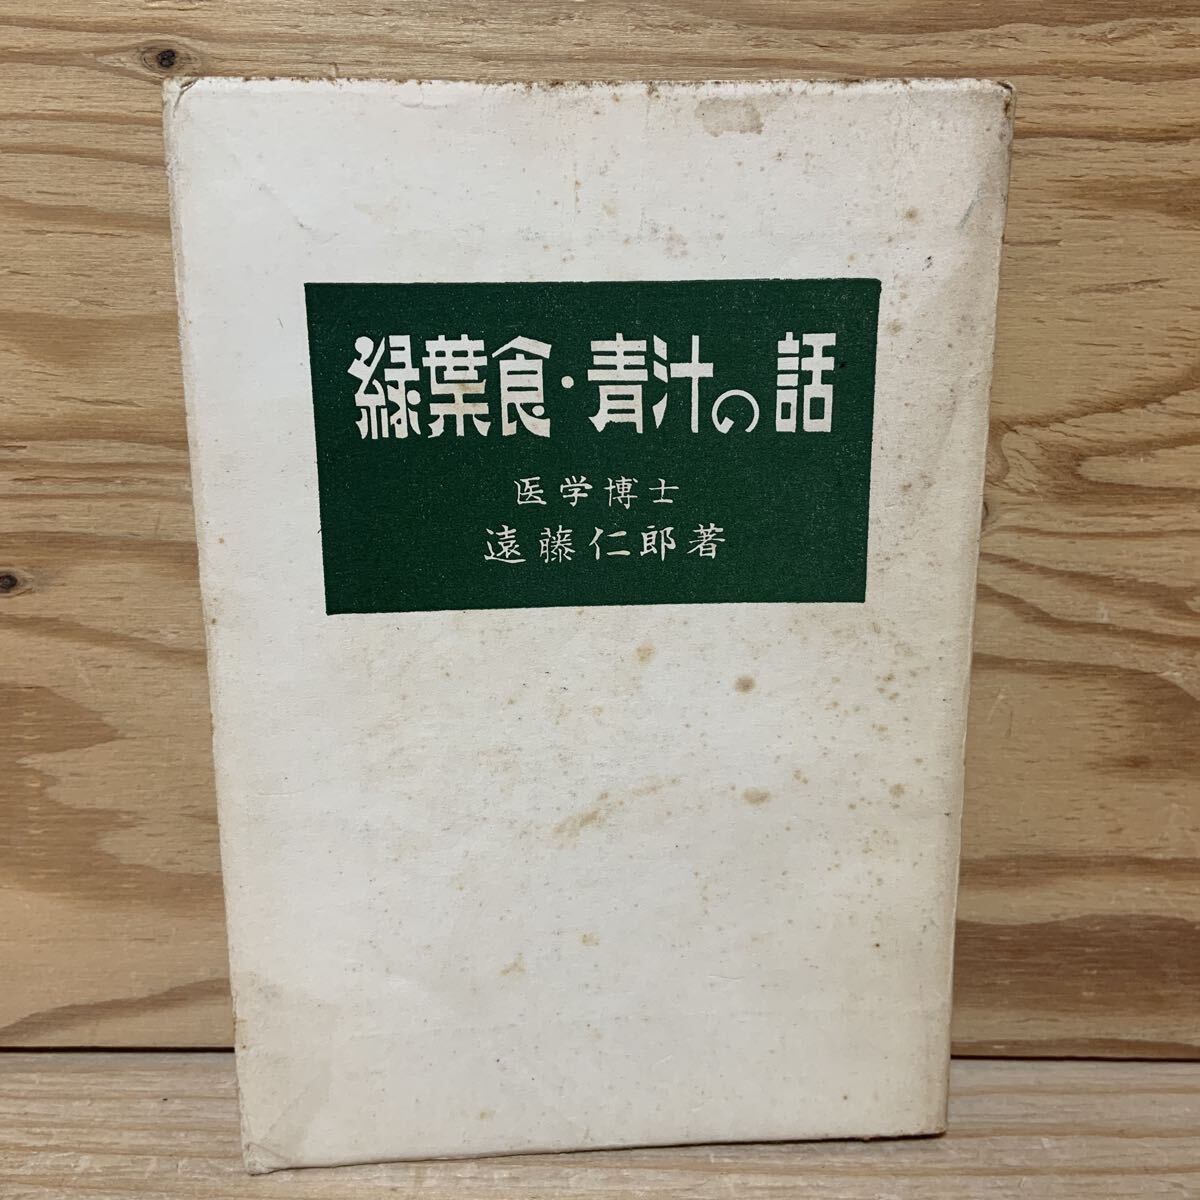 緑葉食・青汁の話
医学博士
遠藤仁郎著